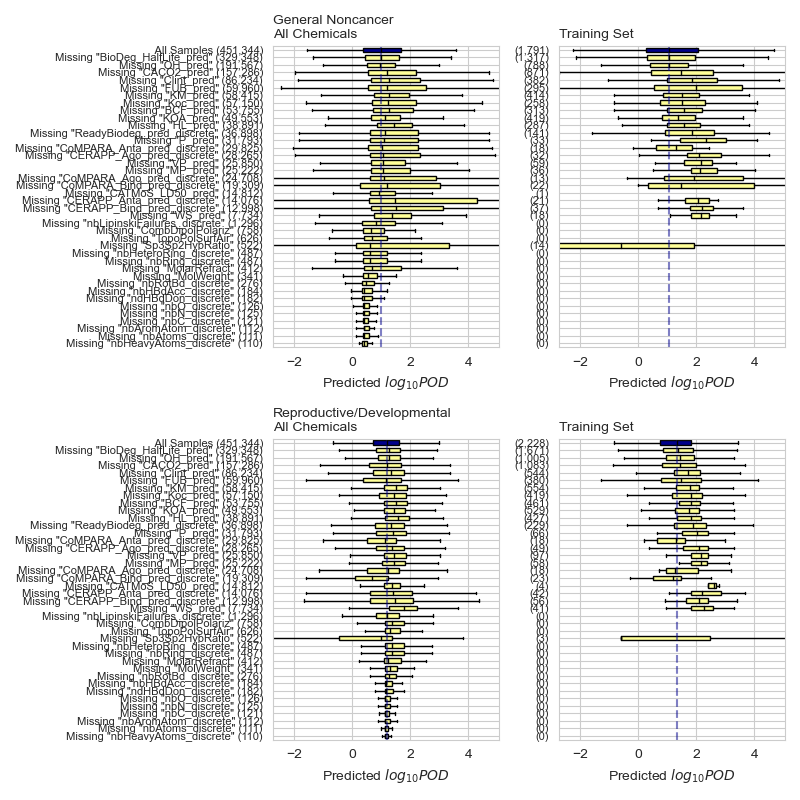 General Noncancer
All Chemicals
Training Set
All Samples (451,344)
(1,791)
Missing "BioDeg_HalfLife_pred" (329,348)
(1,317)
Missing "OH_pred" (191,567)
(788)
Missing "CACO2_pred" (157,286)
(871)
Missing "Clint_pred" (86,234)
(382)
Missing "FUB_pred" (59,960)
(295)
Missing "KM_pred" (58,415)
(414)
Missing "Koc_pred" (57,150)
(258)
Missing "BCF_pred" (53,755)
(313)
Missing "KOA_pred" (49,553)
(419)
Missing "HL_pred" (38,891)
(287)
Missing "ReadyBiodeg_pred_discrete" (36,898)
(141)
Missing "P_pred" (31,793)
(33)
Missing "CoMPARA_Anta_pred_discrete" (29,825)
(18)
Missing "CERAPP_Ago_pred_discrete" (28,265)
(32)
Missing "VP_pred" (25,850)
(59)
Missing "MP_pred" (25,222)
(36)
Missing "CoMPARA_Ago_pred_discrete" (24,708)
(13)
Missing "CoMPARA_Bind_pred_discrete" (19,309)
(22)
Missing "CATMoS_LD50_pred" (14,812)
(1)
Missing "CERAPP_Anta_pred_discrete" (14,076)
(21)
Missing "CERAPP_Bind_pred_discrete" (12,998)
(37)
Missing "WS_pred" (7,734)
(18)
Missing "nbLipinskiFailures_discrete" (1,296)
(0)
Missing "CombDipolPolariz" (758)
(0)
Missing "TopoPolSurfAir" (626)
(0)
Missing "Sp3Sp2HybRatio" (522)
(14)
Missing "nbHeteroRing_discrete" (487)
(0)
Missing "nbRing_discrete" (487)
(0)
Missing "MolarRefract" (412)
(0)
Missing "MolWeight" (341)
(0)
Missing "nbRotBd_discrete" (276)
(0)
Missing "nbHBdAcc_discrete" (184)
(0)
Missing "ndHBdDon_discrete" (182)
(0)
Missing "nbO_discrete" (126)
(0)
Missing "nbN_discrete" (125)
(0)
Missing "nbC_discrete" (121)
(0)
Missing "nbAromAtom_discrete" (112)
(0)
Missing "nbAtoms_discrete" (111)
(0)
Missing "nbHeavyAtoms_discrete" (110)
(0)
−2 0 2 4
−2 0 2 4
Predicted log10POD
Predicted log10POD
Reproductive/Developmental
All Chemicals
Training Set
All Samples (451,344)
(2,228)
Missing "BioDeg_HalfLife_pred" (329,348)
(1,671)
Missing "OH_pred" (191,567)
(1,005)
Missing "CACO2_pred" (157,286)
(1,083)
Missing "Clint_pred" (86,234)
(544)
Missing "FUB_pred" (59,960)
(380)
Missing "KM_pred" (58,415)
(554)
Missing "Koc_pred" (57,150)
(419)
Missing "BCF_pred" (53,755)
(461)
Missing "KOA_pred" (49,553)
(529)
Missing "HL_pred" (38,891)
(427)
Missing "ReadyBiodeg_pred_discrete" (36,898)
(229)
Missing "P_pred" (31,793)
(66)
Missing "CoMPARA_Anta_pred_discrete" (29,825)
(18)
Missing "CERAPP_Ago_pred_discrete" (28,265)
(49)
Missing "VP_pred" (25,850)
(97)
Missing "MP_pred" (25,222)
(58)
Missing "CoMPARA_Ago_pred_discrete" (24,708)
(18)
Missing "CoMPARA_Bind_pred_discrete" (19,309)
(23)
Missing "CATMoS_LD50_pred" (14,812)
(4)
Missing "CERAPP_Anta_pred_discrete" (14,076)
(42)
Missing "CERAPP_Bind_pred_discrete" (12,998)
(56)
Missing "WS_pred" (7,734)
(41)
Missing "nbLipinskiFailures_discrete" (1,296)
(0)
Missing "CombDipolPolariz" (758)
(0)
Missing "TopoPolSurfAir" (626)
(0)
Missing "Sp3Sp2HybRatio" (522)
(3)
Missing "nbHeteroRing_discrete" (487)
(0)
Missing "nbRing_discrete" (487)
(0)
Missing "MolarRefract" (412)
(0)
Missing "MolWeight" (341)
(0)
Missing "nbRotBd_discrete" (276)
(0)
Missing "nbHBdAcc_discrete" (184)
(0)
Missing "ndHBdDon_discrete" (182)
(0)
Missing "nbO_discrete" (126)
(0)
Missing "nbN_discrete" (125)
(0)
Missing "nbC_discrete" (121)
(0)
Missing "nbAromAtom_discrete" (112)
(0)
Missing "nbAtoms_discrete" (111)
(0)
Missing "nbHeavyAtoms_discrete" (110)
(0)
−2 0 2 4
−2 0 2 4
Predicted log10POD
Predicted log10POD